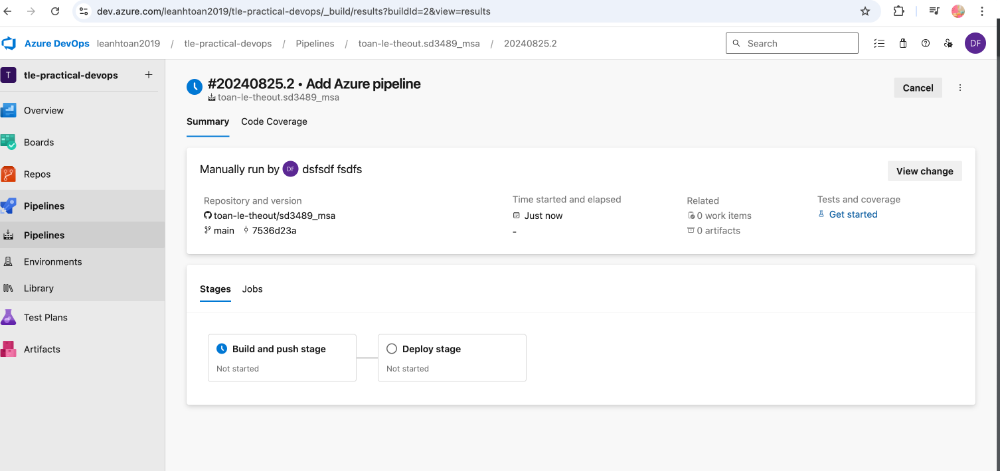 dev.azure.com/leanhtoan2019/tle-practical-devops/_build/results?buildId=2&view=results
Azure DevOps leanhtoan2019 / tle-practical-devops / Pipelines / toan-le-theout.sd3489_msa / 20240825.2
Search
DF
T tle-practical-devops +
Overview
Boards
Repos
Pipelines
Pipelines
Environments
Library
Test Plans
Artifacts
#20240825.2 • Add Azure pipeline
toan-le-theout.sd3489_msa
Cancel
Summary Code Coverage
Manually run by DF dsfsdf fsdfs
View change
Repository and version
toan-le-theout/sd3489_msa
main 7536d23a
Time started and elapsed
Just now
-
Related
0 work items
0 artifacts
Tests and coverage
Get started
Stages Jobs
Build and push stage
Not started
Deploy stage
Not started